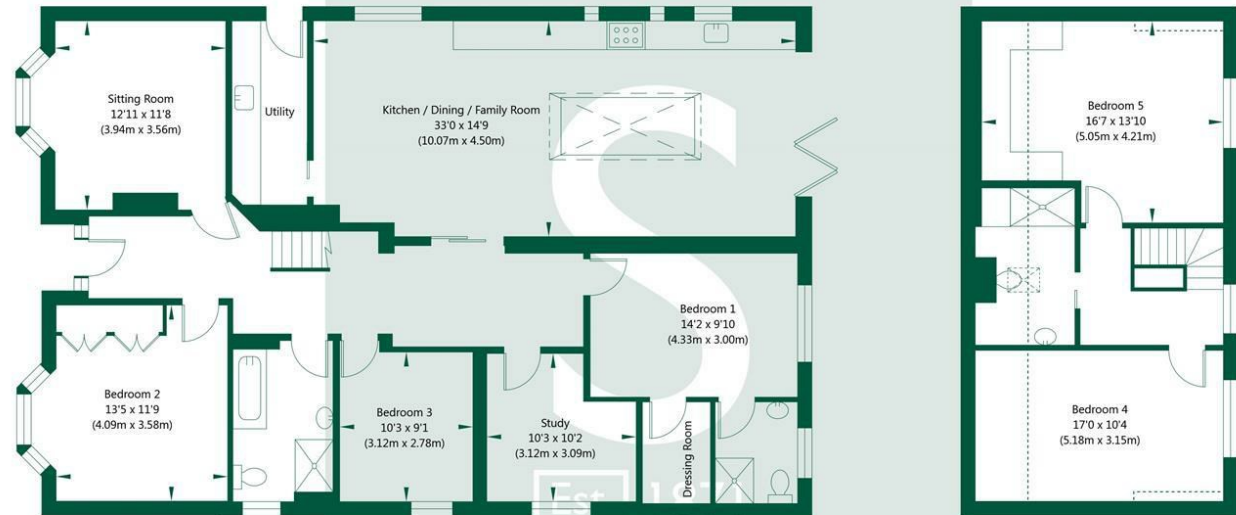 Sitting Room
12'11 x 11'8
(3.94m x 3.56m)
Utility
Kitchen / Dining / Family Room
33'0 x 14'9
(10.07m x 4.50m)
Bedroom 5
16'7 x 13'10
(5.05m x 4.21m)
Bedroom 1
14'2 x 9'10
(4.33m x 3.00m)
Bedroom 2
13'5 x 11'9
(4.09m x 3.58m)
Bedroom 3
10'3 x 9'1
(3.12m x 2.78m)
Study
10'3 x 10'2
(3.12m x 3.09m)
Dressing Room
Bedroom 4
17'0 x 10'4
(5.18m x 3.15m)
S
Est